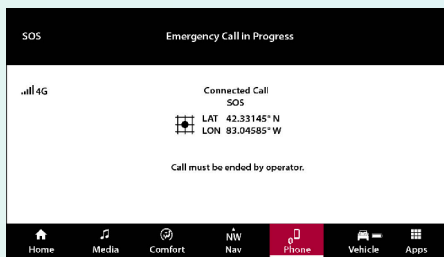 SOS
Emergency Call in Progress
4G
Connected Call
SOS
LAT 42.33145° N
LON 83.04585° W
Call must be ended by operator.
NW
0
Home
Media
Comfort
Nav
Phone
Vehicle
Apps